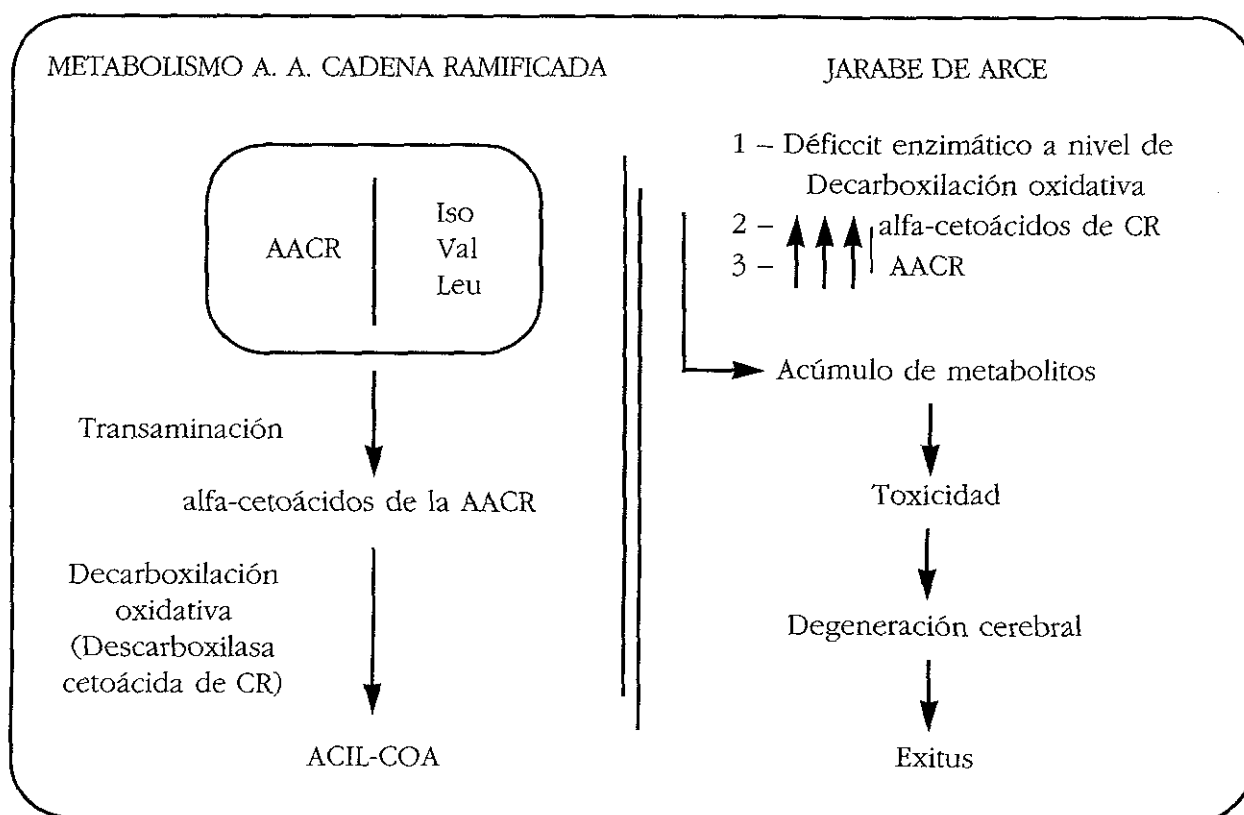 METABOLISMO A. A. CADENA RAMIFICADA
AACR
Iso
Val
Leu
Transaminación
alfa-cetoácidos de la AACR
Decarboxilación
oxidativa
(Descarboxilasa
cetoácida de CR)
ACIL-COA
JARABE DE ARCE
1 – Déficcit enzimático a nivel de
Decarboxilación oxidativa
2 – alfa-cetoácidos de CR
3 – AACR
Acúmulo de metabolitos
Toxicidad
Degeneración cerebral
Exitus